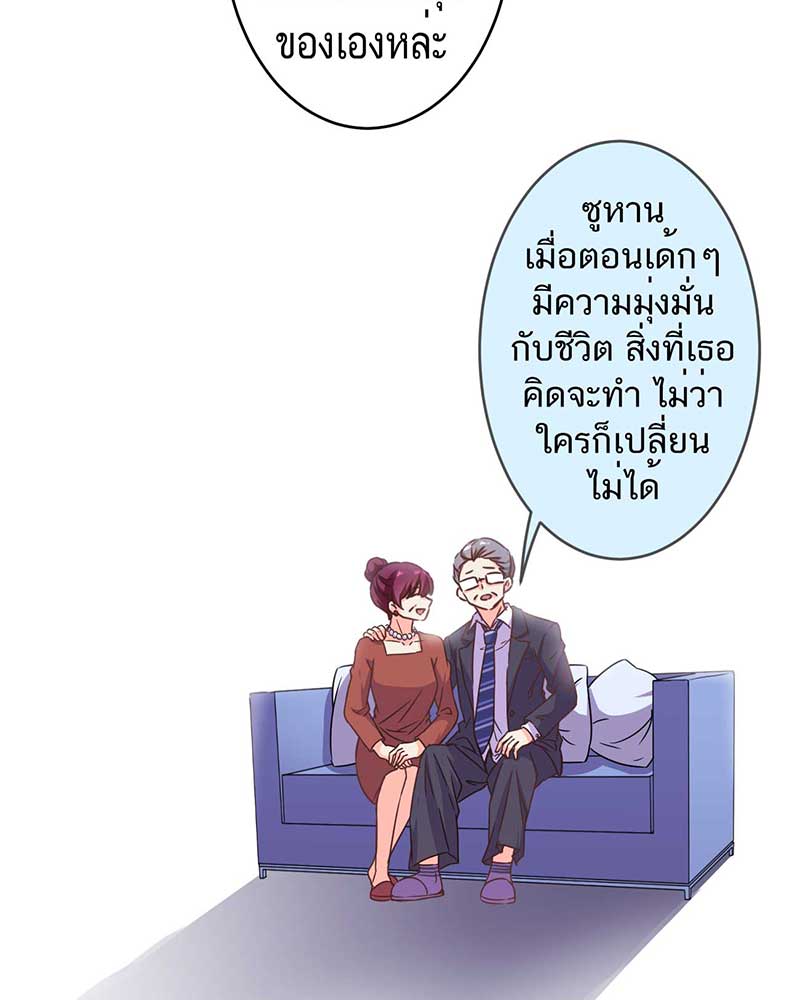 ของเองหล่ะ
ซูหาน
เมื่อตอนเด้กๆ
มีความมุ่งมั่น
กับชีวิต สิ่งที่เธอ
คิดจะทำ ไม่ว่า
ใครก็เปลี่ยน
ไม่ได้